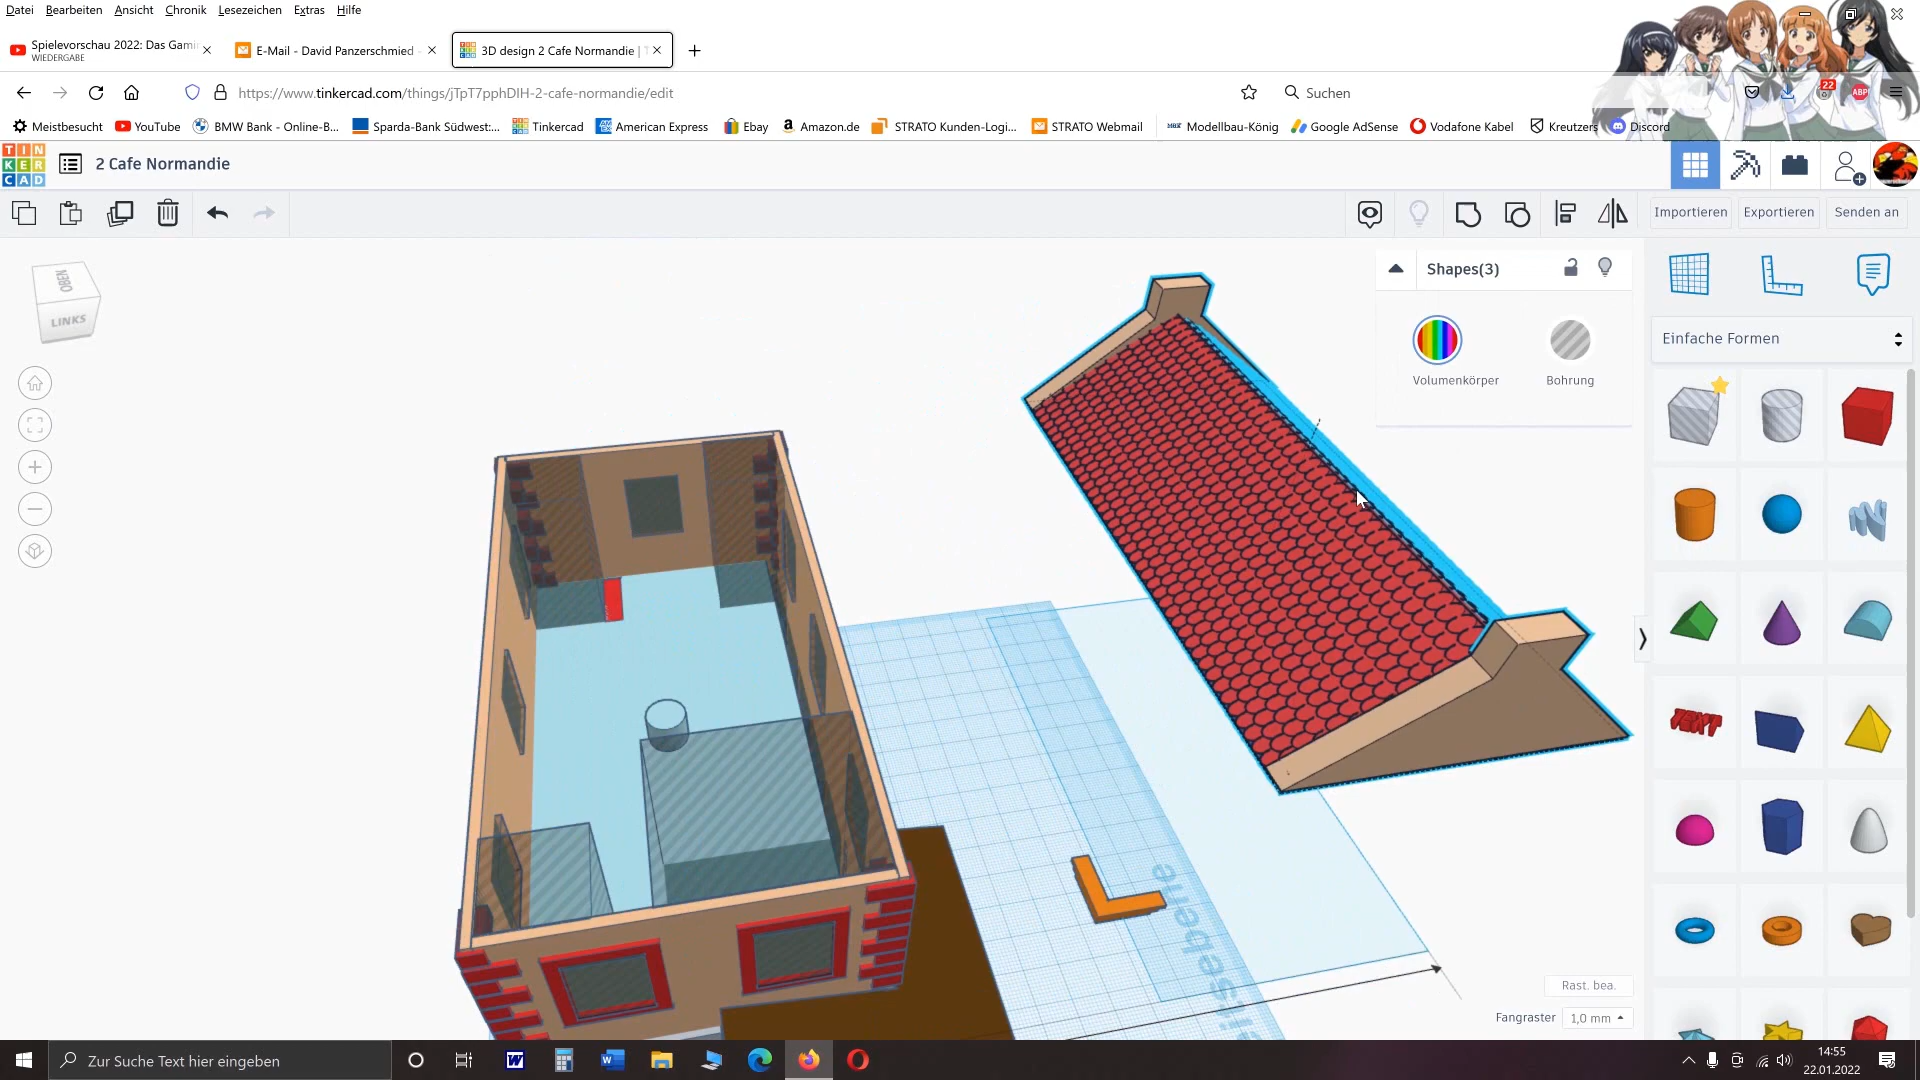 Datei Bearbeiten Ansicht Chronik Lesezeichen Extras Hilfe
Spielevorschau 2022: Das Gami
WIEDERGABE
E-Mail - David Panzerschmied
3D design 2 Cafe Normandie |
https://www.tinkercad.com/things/jTpT7pphDIH-2-cafe-normandie/edit
Suchen
22
ABP
Meistbesucht YouTube BMW Bank - Online-B... Sparda-Bank Südwest:... Tinkercad American Express Ebay Amazon.de STRATO Kunden-Logi... STRATO Webmail Modellbau-König Google AdSense Vodafone Kabel Kreutzers Discord
TIN
KER
CAD
2 Cafe Normandie
Importieren Exportieren Senden an
OBEN
LINKS
Shapes(3)
Volumenkörper Bohrung
Einfache Formen
TEXT
Rast. bea.
Fangraster 1,0 mm
Zur Suche Text hier eingeben
14:55
22.01.2022